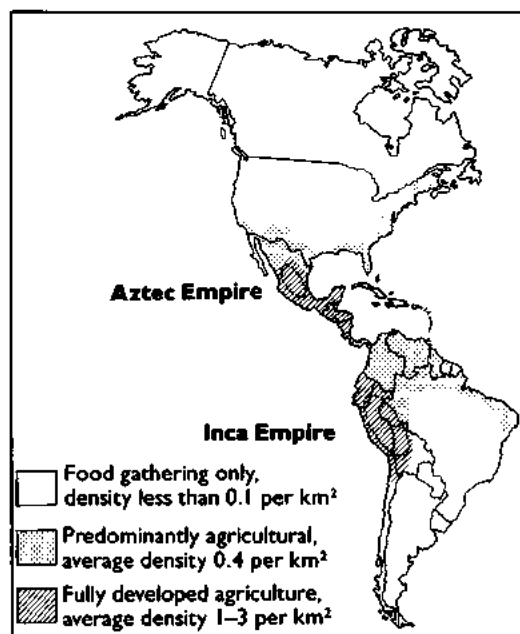 Aztec Empire
Inca Empire
Food gathering only,
density less than 0.1 per km²
Predominantly agricultural,
average density 0.4 per km²
Fully developed agriculture,
average density 1–3 per km²